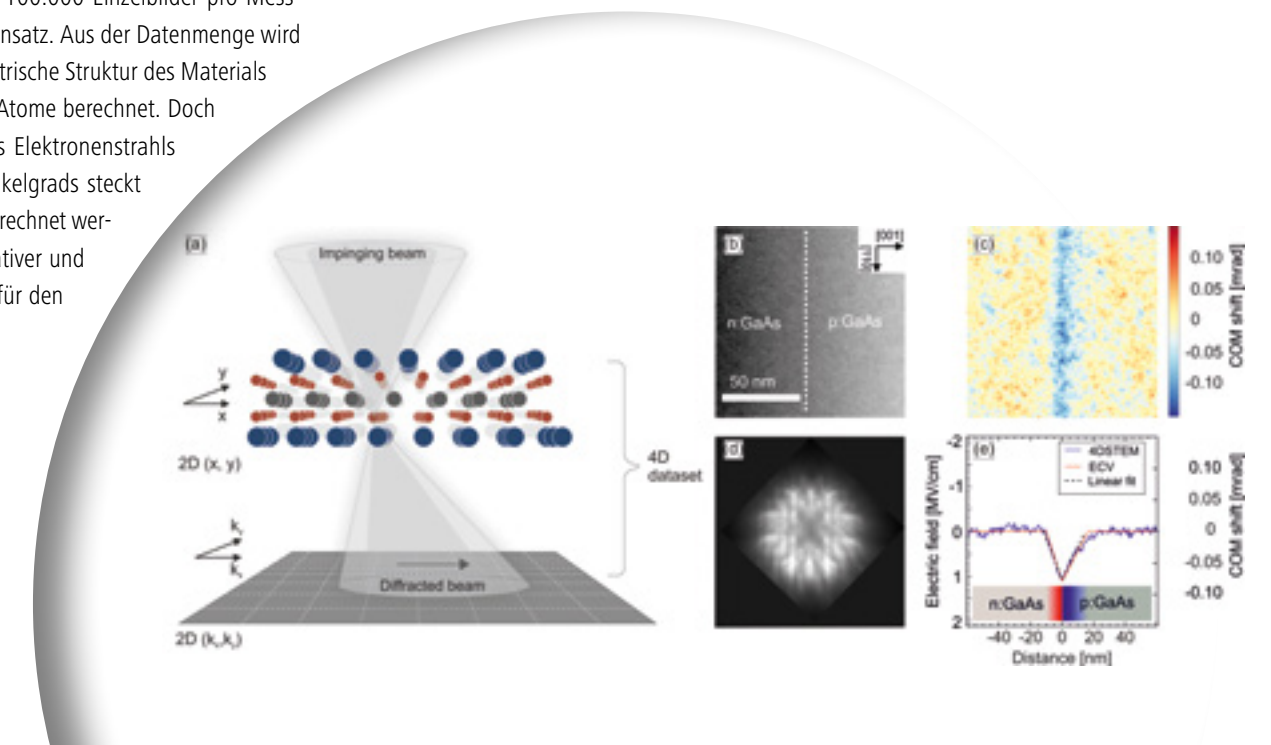 100.000 Einzelbilder pro Mess-
nsatz. Aus der Datenmenge wird
trische Struktur des Materials
Atome berechnet. Doch
s Elektronenstrahls
kelgrads steckt
rechnet wer-
tiver und
für den
(a)
Impinging beam
y
x
2D (x, y)
4D
dataset
Diffracted beam
(b)
[001]
n:GaAs
p:GaAs
50 nm
(c)
0.10
0.05
0
-0.05
-0.10
COM shift [mrad]
(d)
(e)
4DSTEM
ECV
Linear fit
Electric field [MV/cm]
-2
-1
0
1
2
0.10
0.05
0
-0.05
-0.10
COM shift [mrad]
n:GaAs
p:GaAs
-40 -20 0 20 40
Distance [nm]